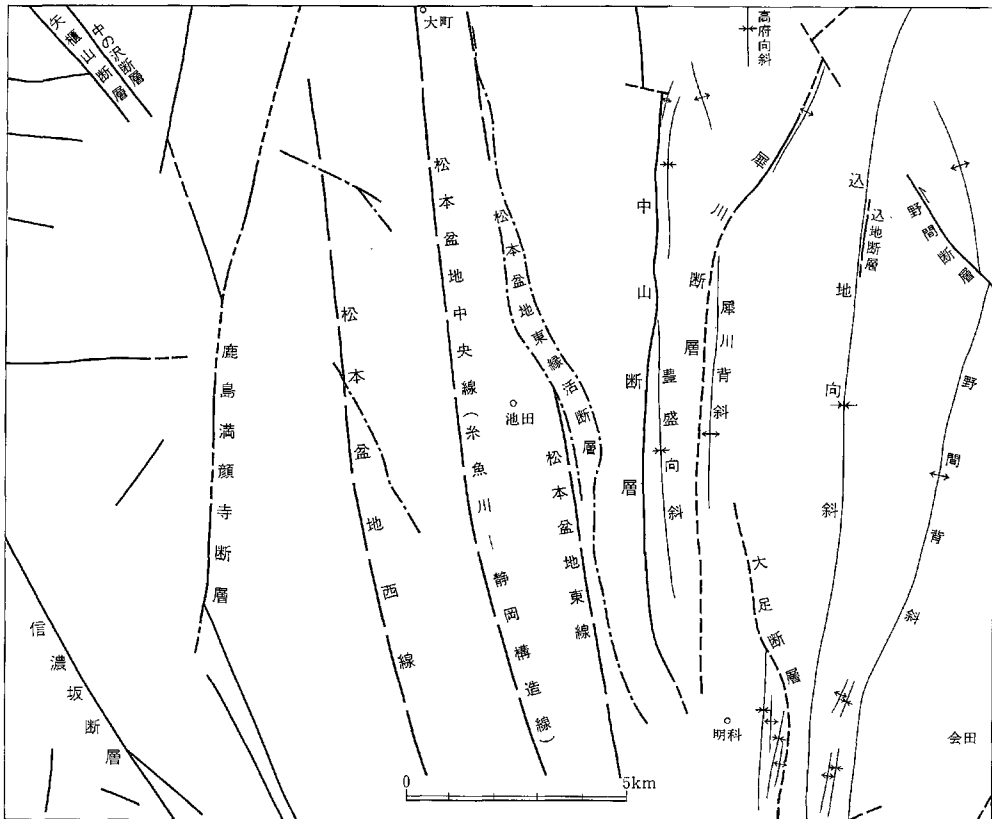 大町
高府向斜
中の沢断層
矢櫃山断層
松本盆地中央線(糸魚川―静岡構造線)
松本盆地東縁活断層
犀川断層
込地断層
野間断層
中山断層
込地向斜
犀川背斜
鹿島満願寺断層
松本盆地西線
豊盛向斜
野間背斜
池田
松本盆地東線
大足断層
信濃坂断層
明科
会田
0 5km